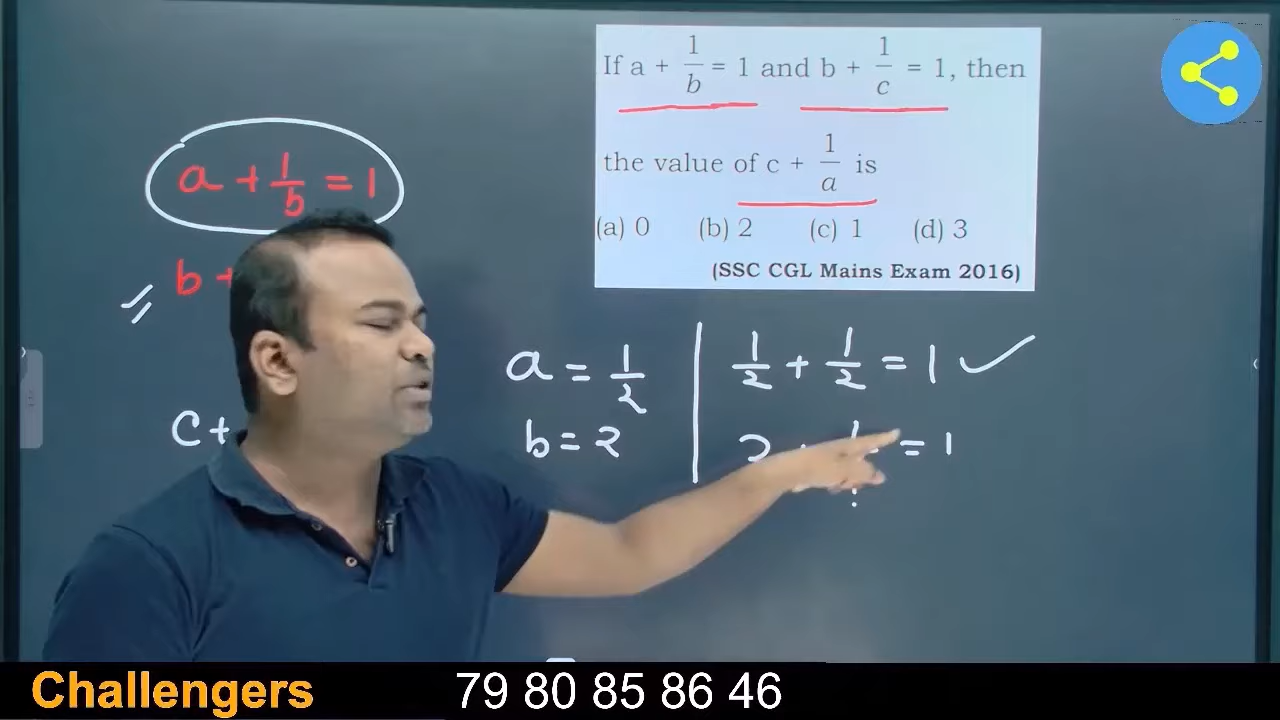 If a + 1/b = 1 and b + 1/c = 1, then
the value of c + 1/a is
(a) 0 (b) 2 (c) 1 (d) 3
(SSC CGL Mains Exam 2016)
a + 1/b = 1
b +
c +
a = 1/2
b = 2
1/2 + 1/2 = 1 ✓
= 1
Challengers 79 80 85 86 46